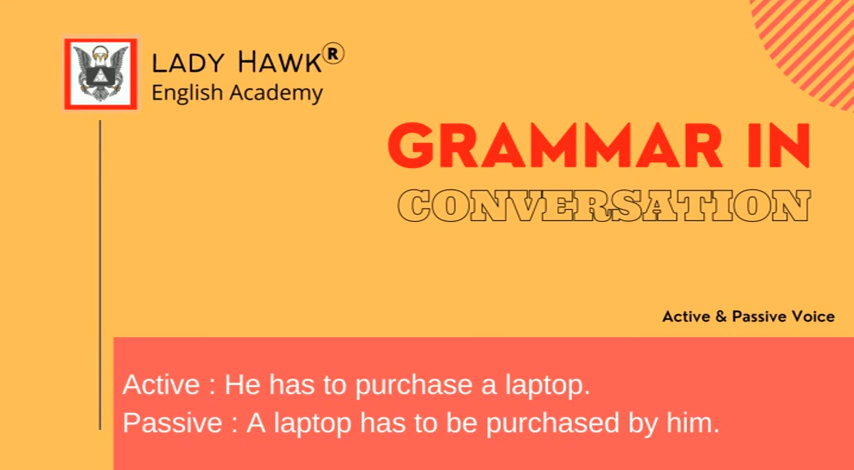 LADY HAWK®
English Academy
GRAMMAR IN
CONVERSATION
Active & Passive Voice
Active : He has to purchase a laptop.
Passive : A laptop has to be purchased by him.